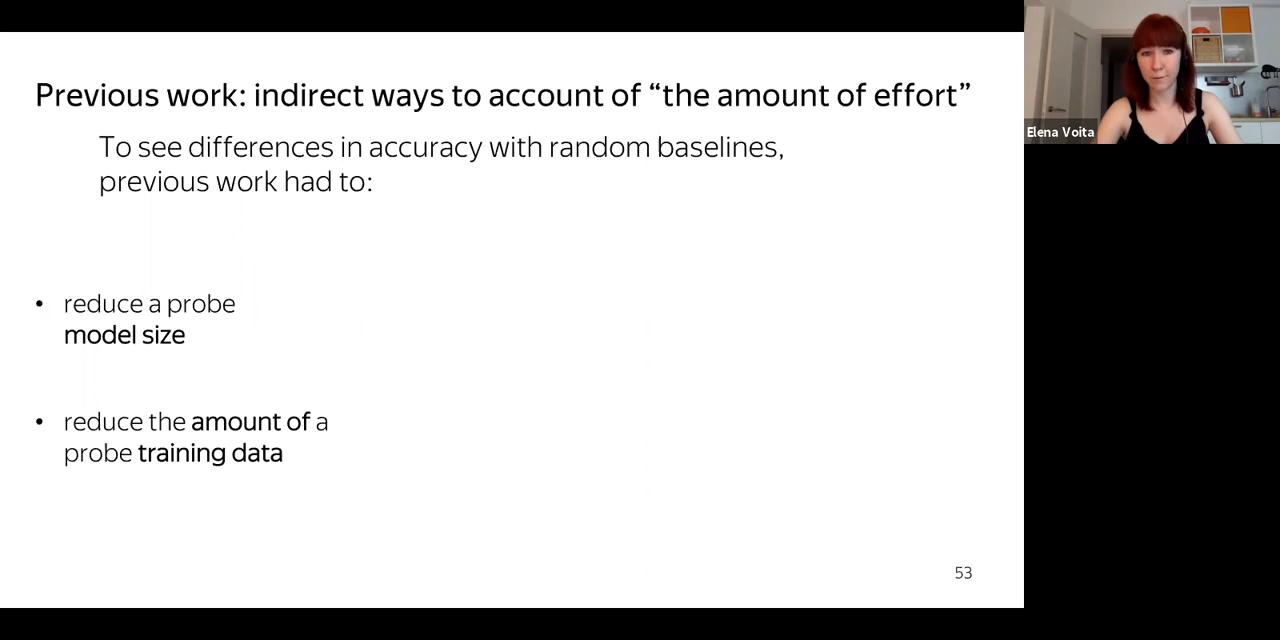 Previous work: indirect ways to account of “the amount of effort”
To see differences in accuracy with random baselines,
previous work had to:
• reduce a probe
model size
• reduce the amount of a
probe training data
53
Elena Voita